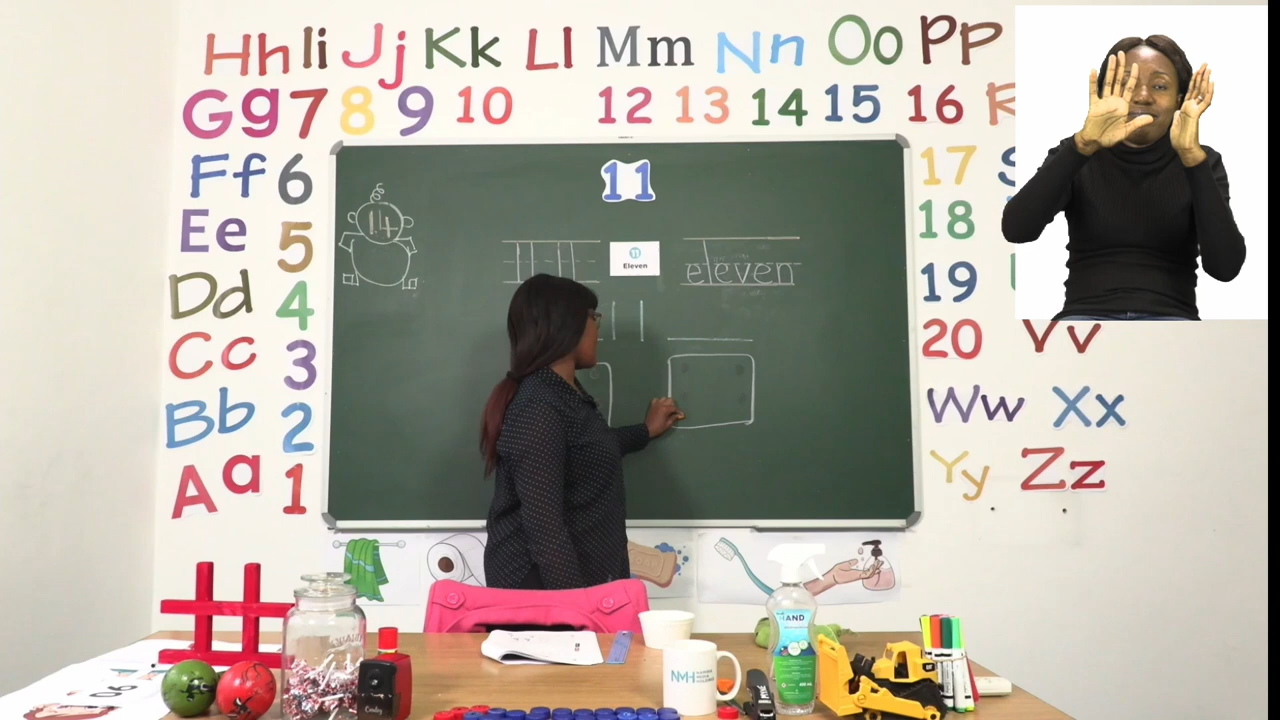 Hh Ii Jj Kk Ll Mm Nn Oo Pp
Gg 7 8 9 10 12 13 14 15 16
Ff 6
Ee 5
Dd 4
Cc 3
Bb 2
Aa 1
17
18
19
20 Vv
Ww Xx
Yy Zz
11
14
11
Eleven
eleven
11
HAND
NMH